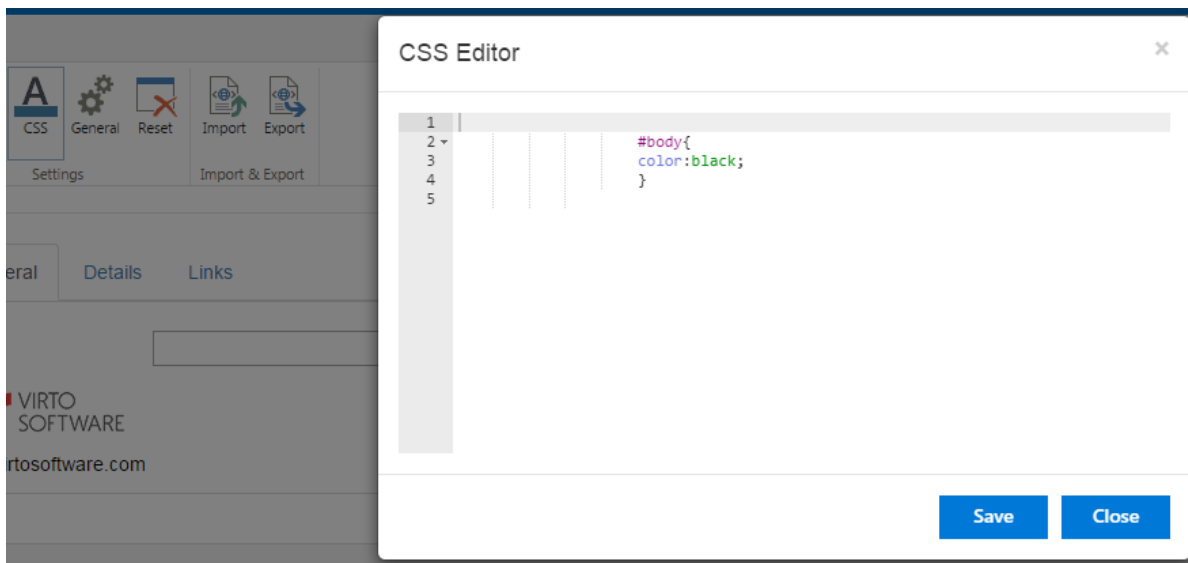 CSS Editor
×
A
CSS General Reset Import Export
Settings Import & Export
1
2 #body{
3 color:black;
4 }
5
eral Details Links
VIRTO
SOFTWARE
rtosoftware.com
Save Close